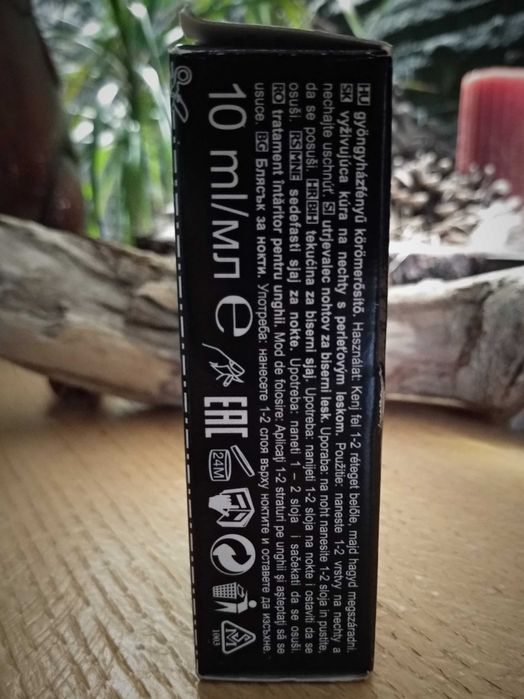 HU gyöngyházfényű körömerősítő. Használat: Kenj fel 1-2 réteget belőle, majd hagyd megszáradni.
SK vyživujúca kúra na nechty s perleťovým leskom. Použitie: naneste 1-2 vrstvy na nechty a
nechajte uschnúť. SI utrjevalec nohtov za biserni lesk. Uporaba: na noht nanesite 1-2 sloja in pustite,
da se posuši. HR/BIH tekućina za biserni sjaj. Upotreba: nanijeti 1-2 sloja na nokte i ostaviti da se
osuši. RS/MNE sedefasti sjaj za nokte. Upotreba: naneti 1 – 2 sloja i sačekati da se osuši.
RO tratament întăritor pentru unghii. Mod de folosire: Aplicați 1-2 straturi pe unghii și așteptați să se
usuce. BG Блясък за нокти. Употреба: нанесете 1-2 слоя върху ноктите и оставете да изсъхне.
10 ml/мл e
EAC
24M